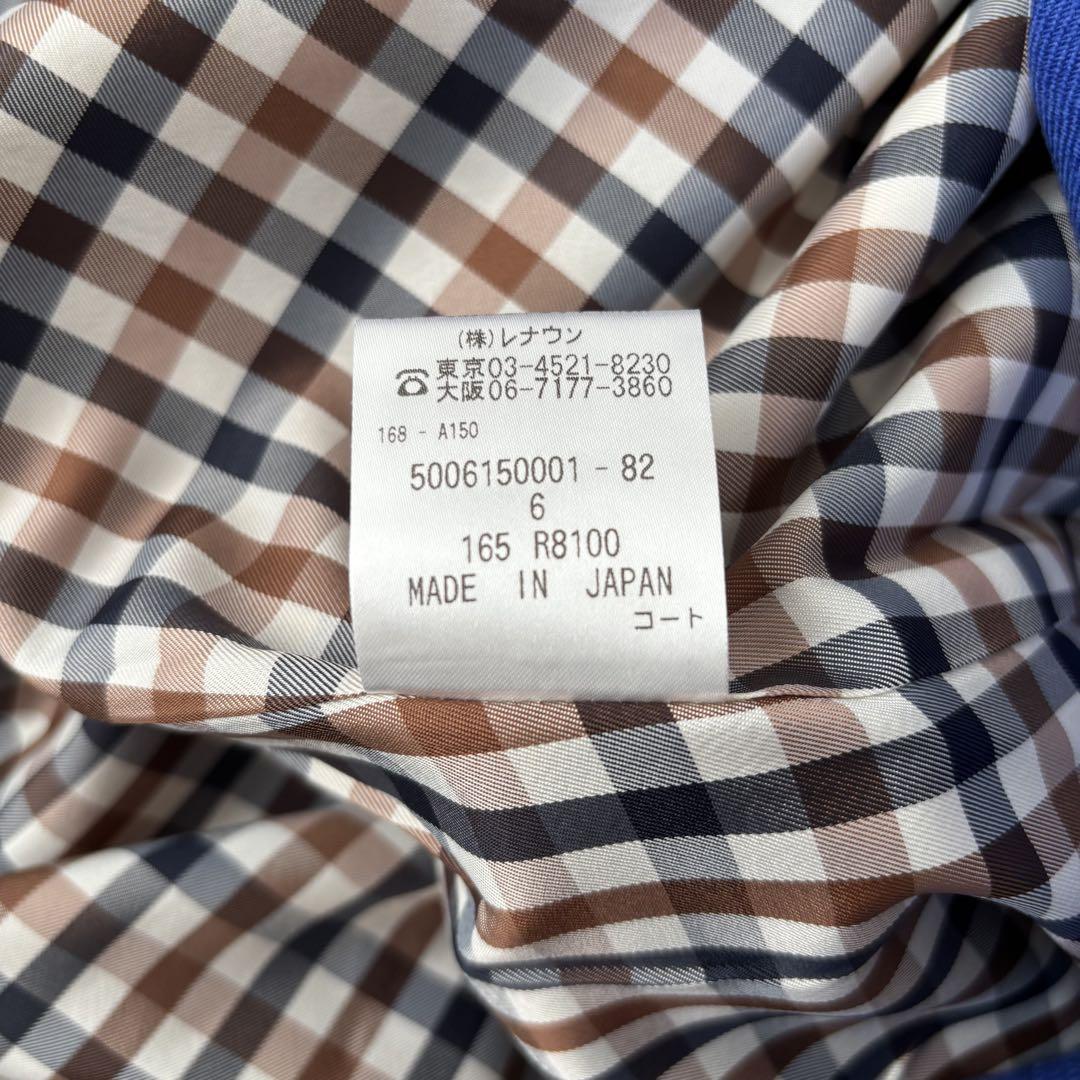 (株)レナウン
☎東京03-4521-8230
大阪06-7177-3860
168 - A150
5006150001 - 82
6
165 R8100
MADE IN JAPAN
コート